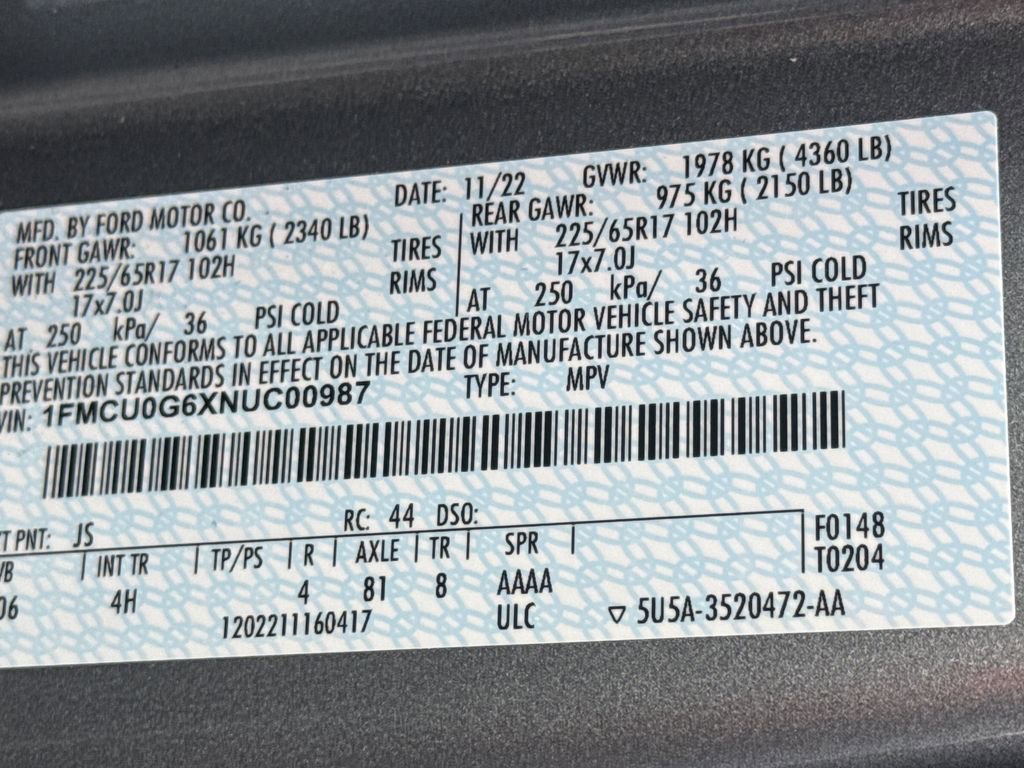 MFD. BY FORD MOTOR CO. DATE: 11/22 GVWR: 1978 KG ( 4360 LB)
FRONT GAWR: 1061 KG ( 2340 LB) REAR GAWR: 975 KG ( 2150 LB)
WITH 225/65R17 102H TIRES WITH 225/65R17 102H TIRES
17x7.0J RIMS 17x7.0J RIMS
AT 250 kPa/ 36 PSI COLD AT 250 kPa/ 36 PSI COLD
THIS VEHICLE CONFORMS TO ALL APPLICABLE FEDERAL MOTOR VEHICLE SAFETY AND THEFT
PREVENTION STANDARDS IN EFFECT ON THE DATE OF MANUFACTURE SHOWN ABOVE.
VIN: 1FMCU0G6XNUC00987 TYPE: MPV
PNT: JS RC: 44 DSO: F0148
INT TR TP/PS R AXLE TR SPR T0204
06 4H 4 81 8 AAAA
1202211160417 ULC ▽ 5U5A-3520472-AA